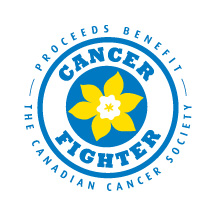 PROCEEDS BENEFIT
CANCER
FIGHTER
THE CANADIAN CANCER SOCIETY